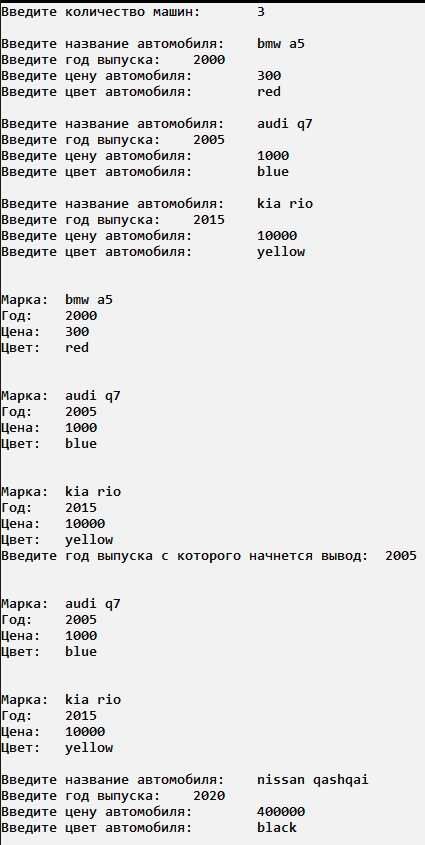 Введите количество машин: 3
Введите название автомобиля: bmw a5
Введите год выпуска: 2000
Введите цену автомобиля: 300
Введите цвет автомобиля: red
Введите название автомобиля: audi q7
Введите год выпуска: 2005
Введите цену автомобиля: 1000
Введите цвет автомобиля: blue
Введите название автомобиля: kia rio
Введите год выпуска: 2015
Введите цену автомобиля: 10000
Введите цвет автомобиля: yellow
Марка: bmw a5
Год: 2000
Цена: 300
Цвет: red
Марка: audi q7
Год: 2005
Цена: 1000
Цвет: blue
Марка: kia rio
Год: 2015
Цена: 10000
Цвет: yellow
Введите год выпуска с которого начнется вывод: 2005
Марка: audi q7
Год: 2005
Цена: 1000
Цвет: blue
Марка: kia rio
Год: 2015
Цена: 10000
Цвет: yellow
Введите название автомобиля: nissan qashqai
Введите год выпуска: 2020
Введите цену автомобиля: 400000
Введите цвет автомобиля: black